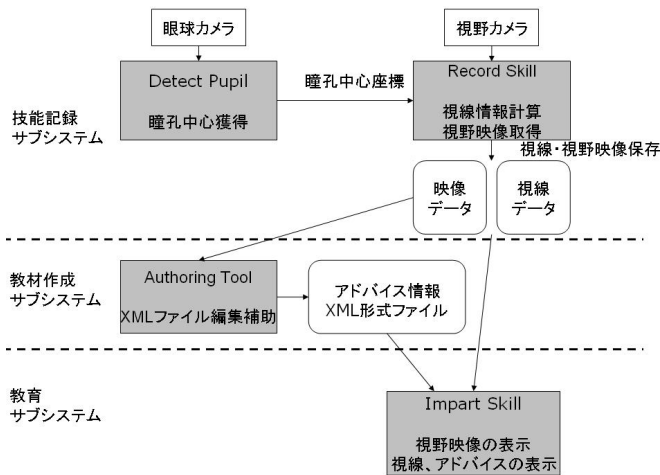 眼球カメラ
視野カメラ
Detect Pupil
瞳孔中心獲得
瞳孔中心座標
Record Skill
視線情報計算
視野映像取得
技能記録
サブシステム
視線・視野映像保存
映像
データ
視線
データ
教材作成
サブシステム
Authoring Tool
XMLファイル編集補助
アドバイス情報
XML形式ファイル
教育
サブシステム
Impart Skill
視野映像の表示
視線、アドバイスの表示